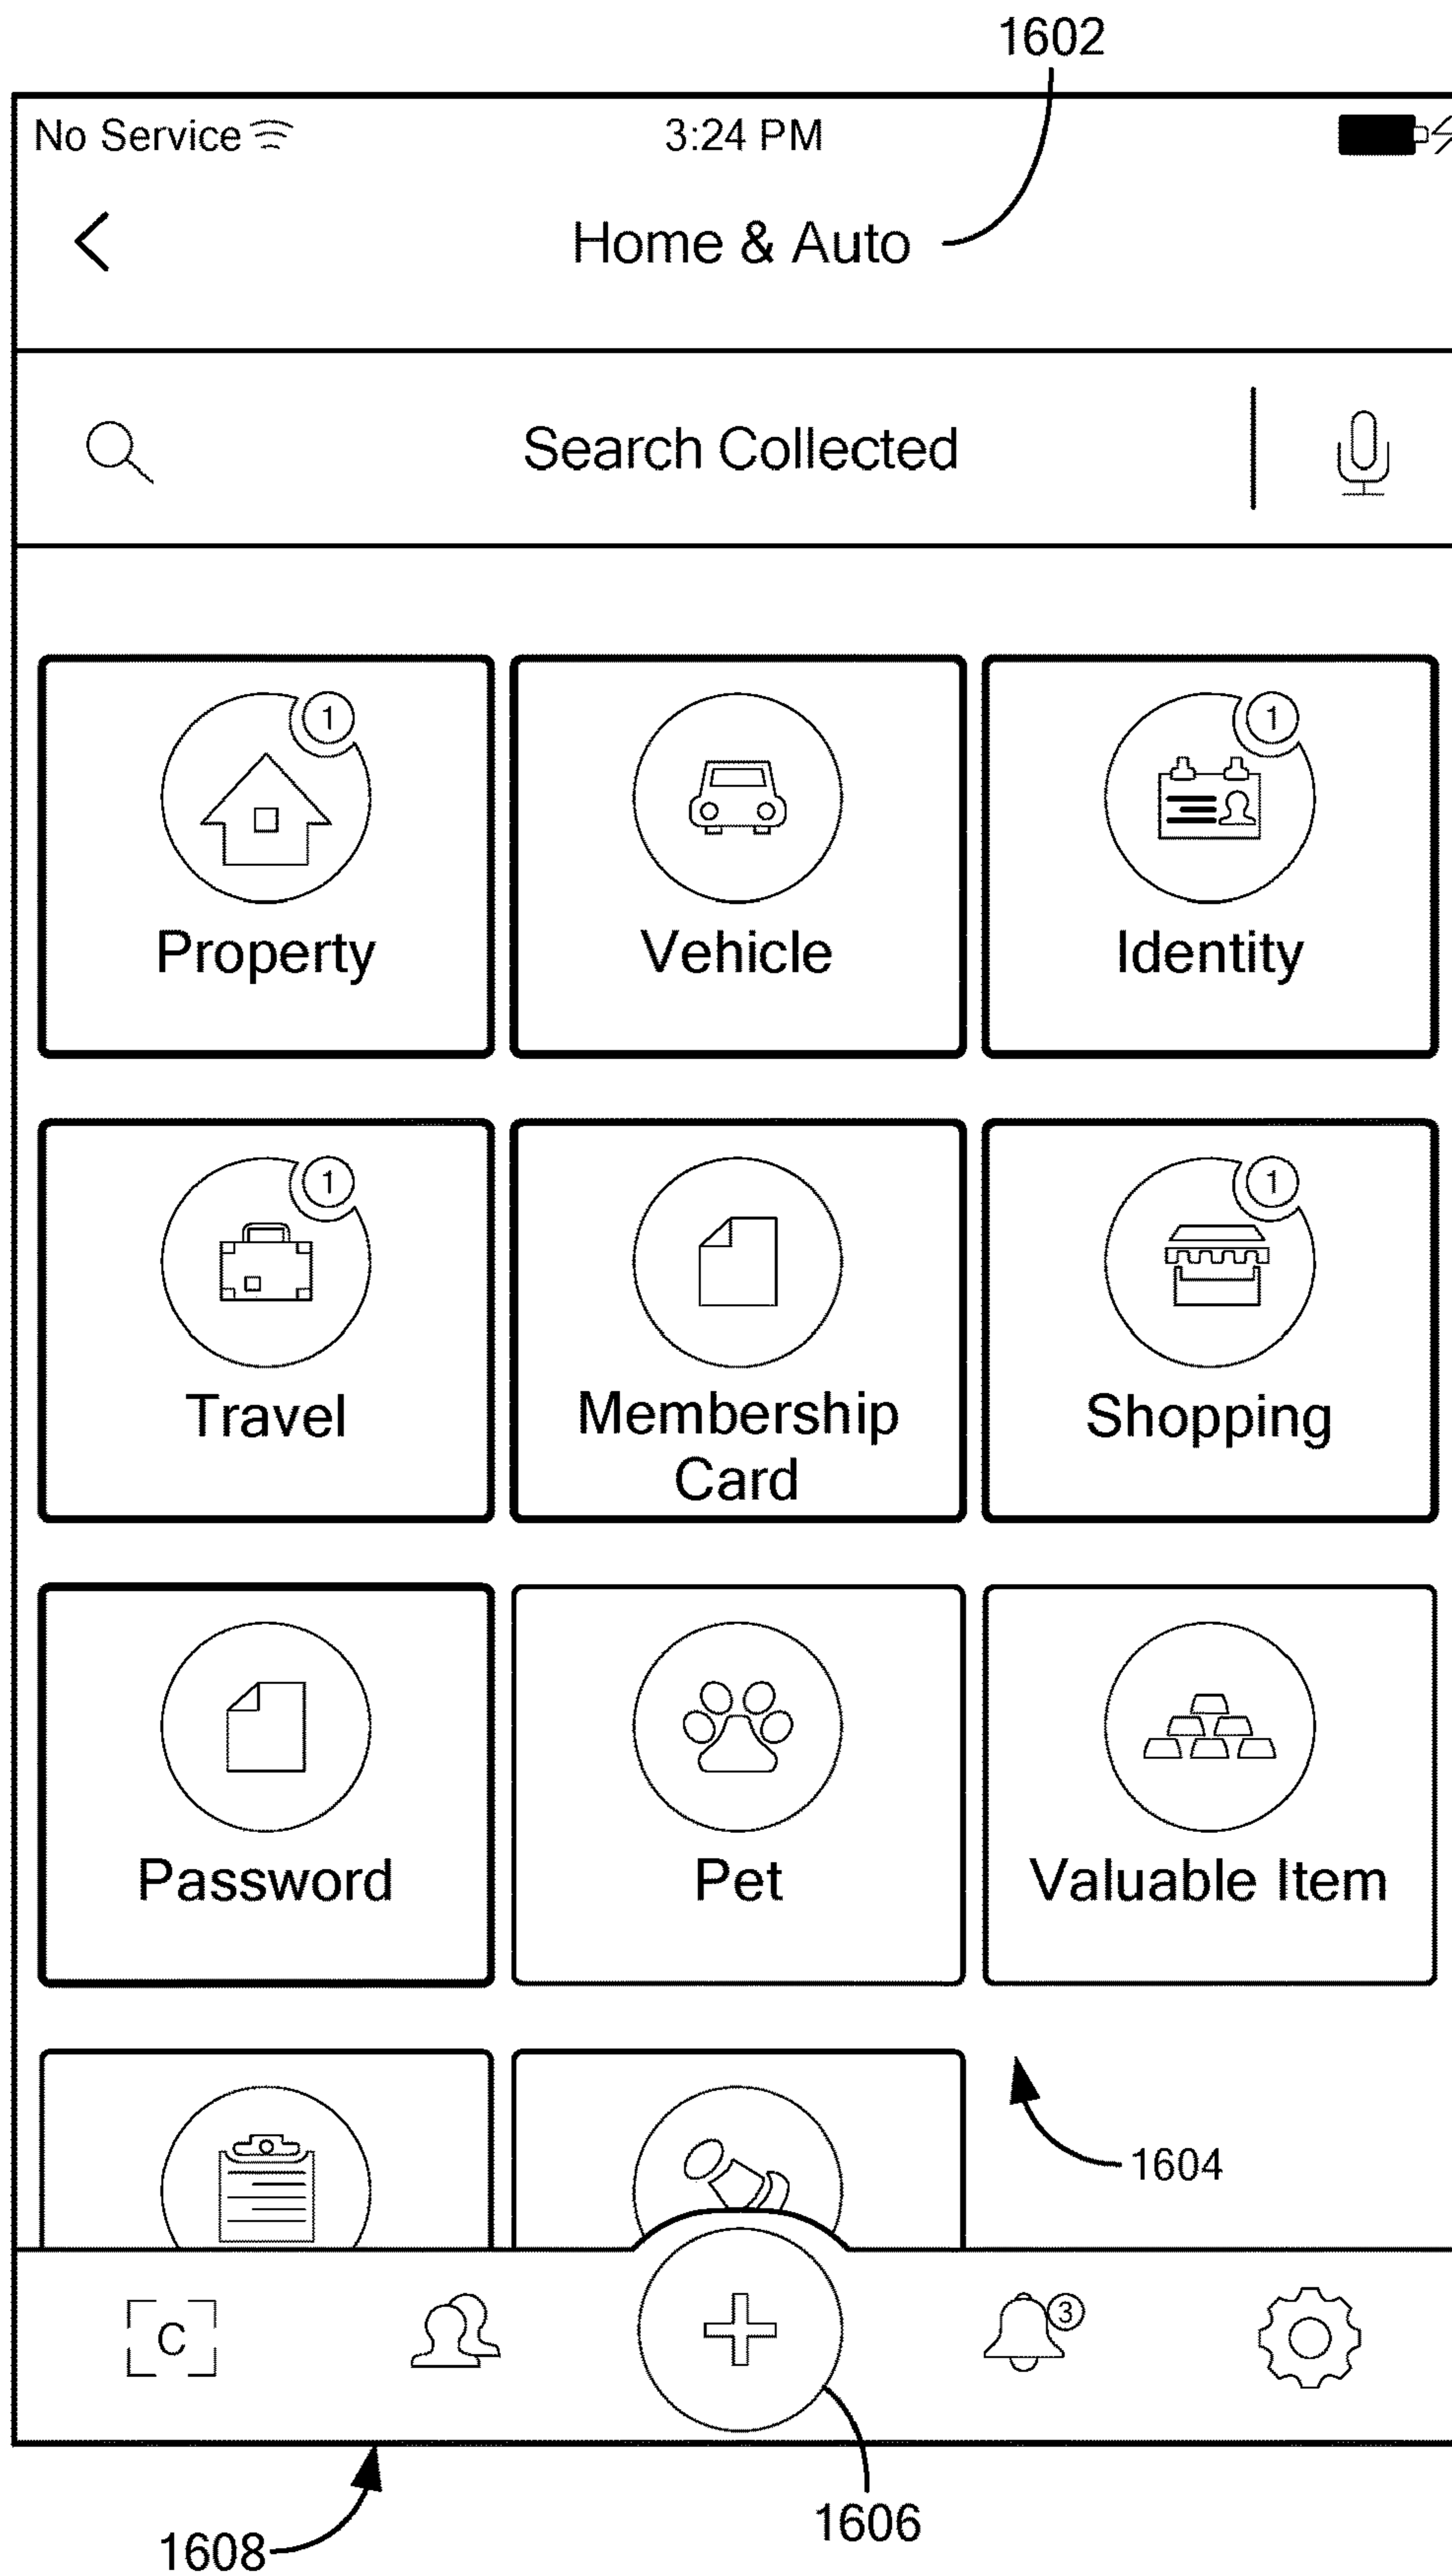 1602
No Service 3:24 PM
Home & Auto
Search Collected
1 1
Property Vehicle Identity
1 1
Travel Membership Shopping
Card
Password Pet Valuable Item
1604
C 3
1606
1608